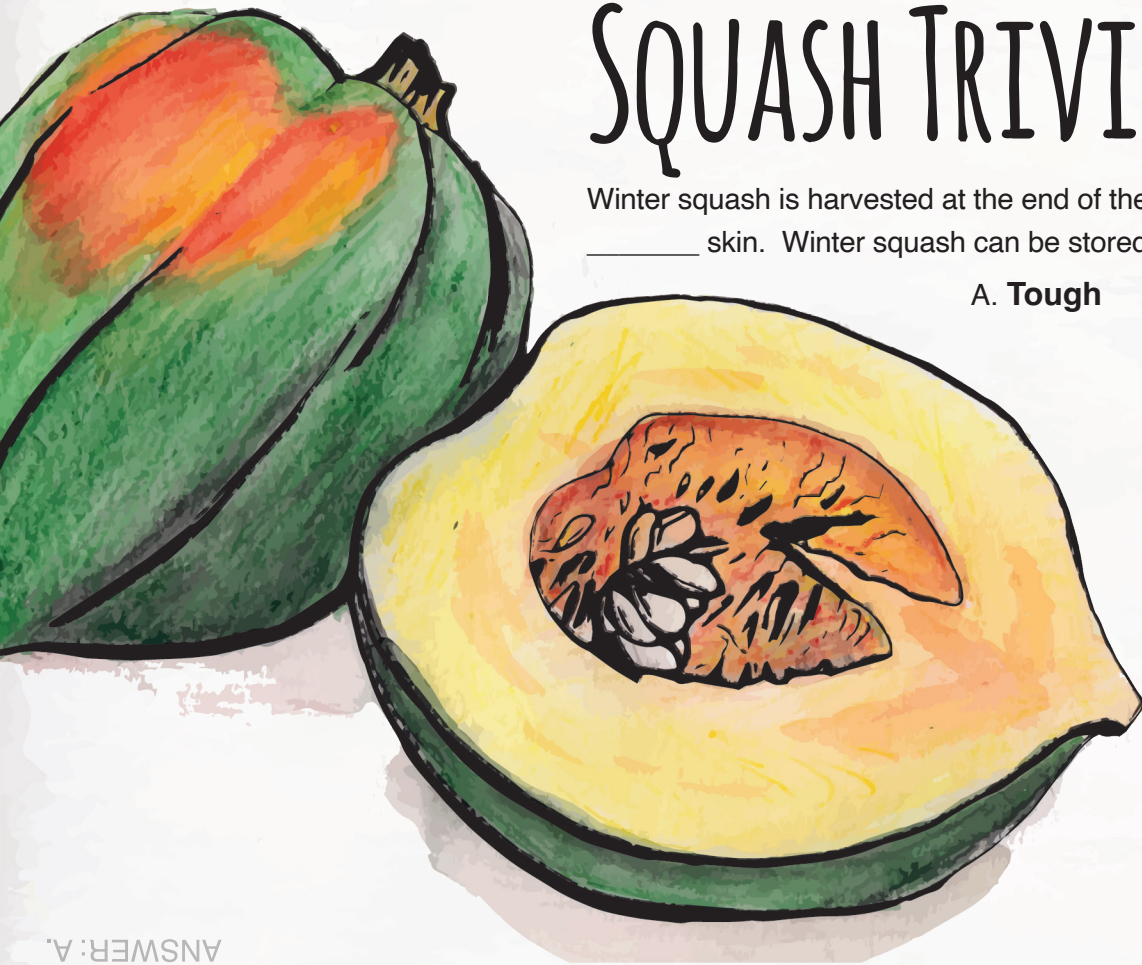 SQUASH TRIVI
Winter squash is harvested at the end of the
_______ skin. Winter squash can be stored
A. Tough
ANSWER: A.